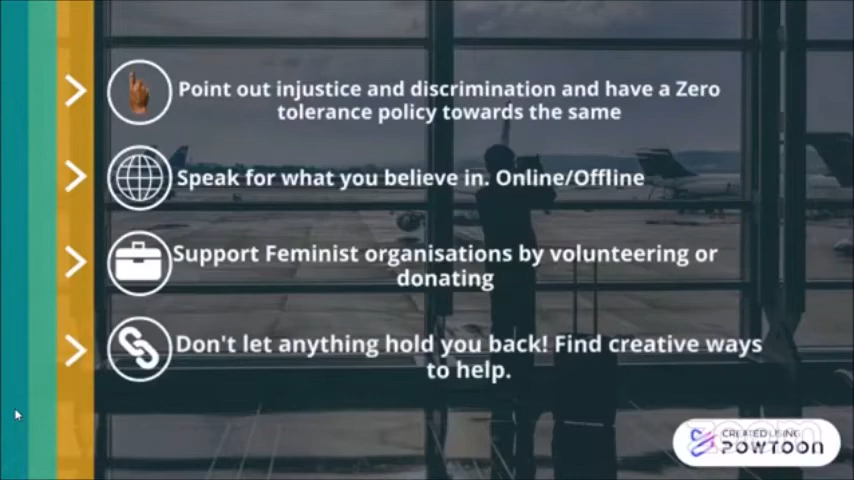 Point out injustice and discrimination and have a Zero
tolerance policy towards the same
Speak for what you believe in. Online/Offline
Support Feminist organisations by volunteering or
donating
Don't let anything hold you back! Find creative ways
to help.
CREATED USING
POWTOON
zoom